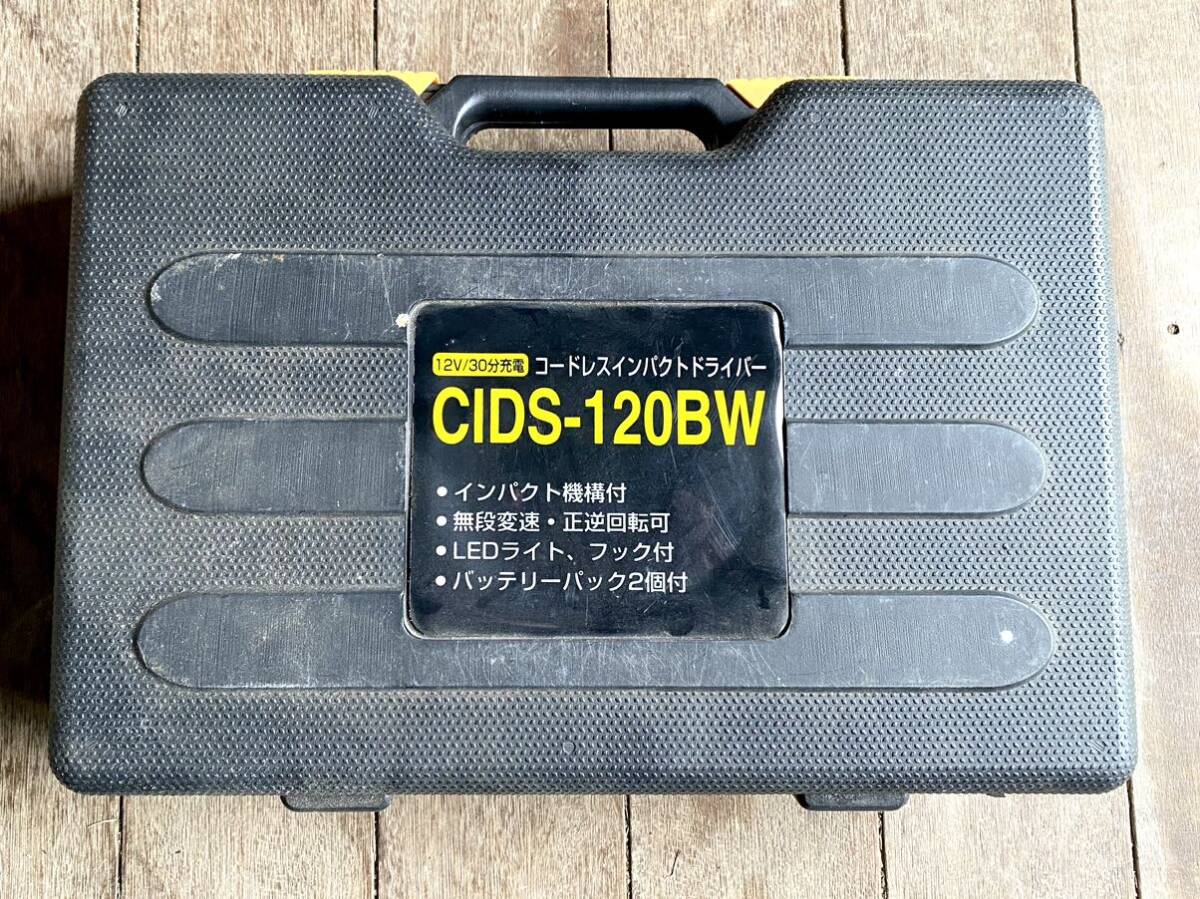 12V/30分充電 コードレスインパクトドライバー
CIDS-120BW
●インパクト機構付
●無段変速・正逆回転可
●LEDライト、フック付
●バッテリーパック2個付